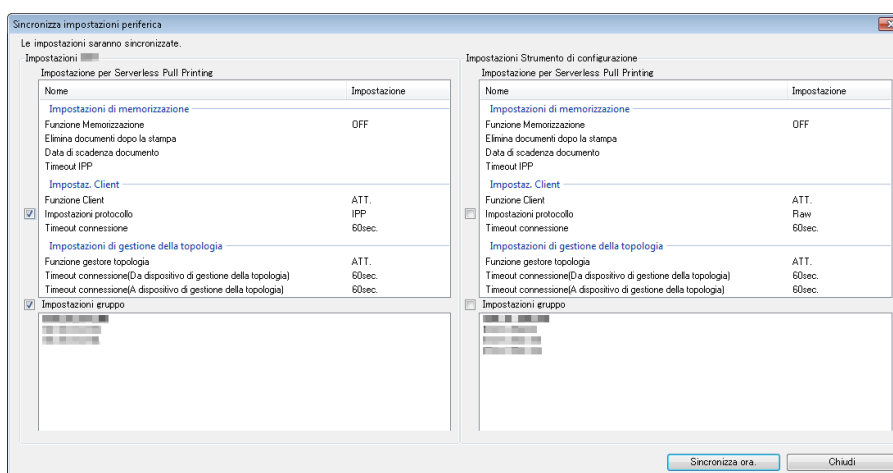 Sincronizza impostazioni periferica
Le impostazioni saranno sincronizzate.
Impostazioni
Impostazione per Serverless Pull Printing
Nome Impostazione
Impostazioni di memorizzazione
Funzione Memorizzazione OFF
Elimina documenti dopo la stampa
Data di scadenza documento
Timeout IPP
Impostaz. Client
Funzione Client ATT.
Impostazioni protocollo IPP
Timeout connessione 60sec.
Impostazioni di gestione della topologia
Funzione gestore topologia ATT.
Timeout connessione(Da dispositivo di gestione della topologia) 60sec.
Timeout connessione(A dispositivo di gestione della topologia) 60sec.
Impostazioni gruppo
Impostazioni Strumento di configurazione
Impostazione per Serverless Pull Printing
Nome Impostazione
Impostazioni di memorizzazione
Funzione Memorizzazione OFF
Elimina documenti dopo la stampa
Data di scadenza documento
Timeout IPP
Impostaz. Client
Funzione Client ATT.
Impostazioni protocollo Raw
Timeout connessione 60sec.
Impostazioni di gestione della topologia
Funzione gestore topologia ATT.
Timeout connessione(Da dispositivo di gestione della topologia) 60sec.
Timeout connessione(A dispositivo di gestione della topologia) 60sec.
Impostazioni gruppo
Sincronizza ora. Chiudi